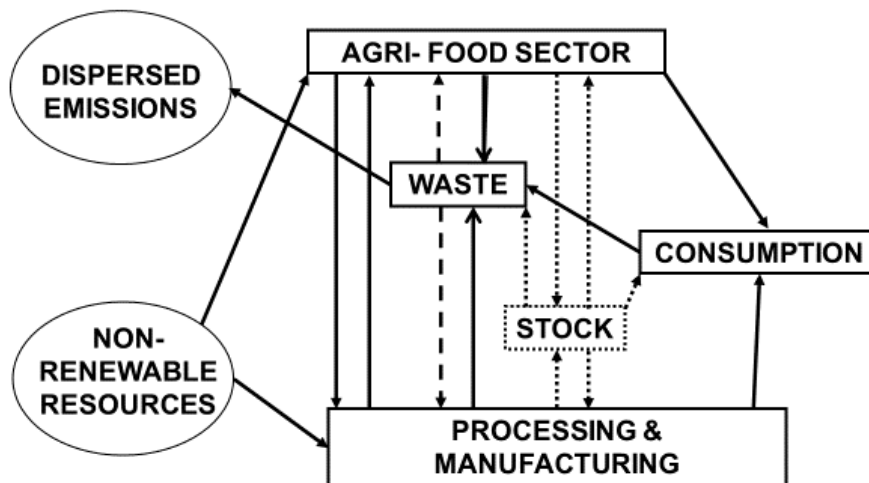 AGRI- FOOD SECTOR
DISPERSED
EMISSIONS
WASTE
CONSUMPTION
STOCK
NON-
RENEWABLE
RESOURCES
PROCESSING &
MANUFACTURING